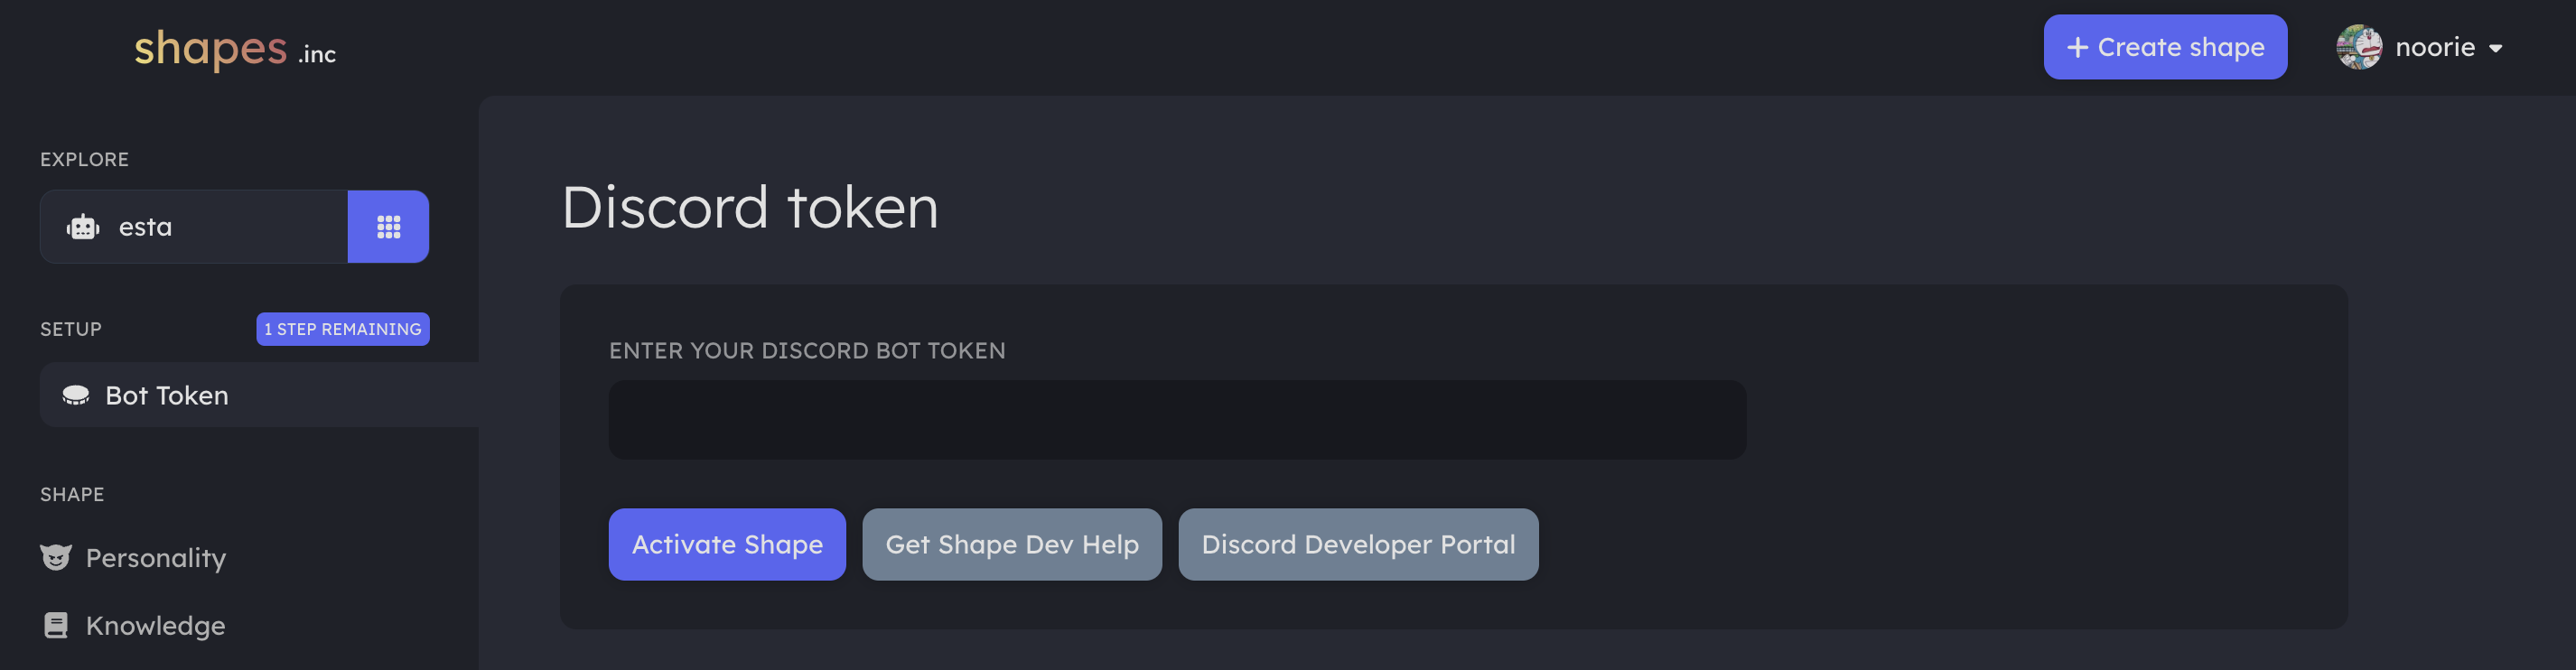 shapes .inc
+ Create shape
noorie
EXPLORE
esta
SETUP
1 STEP REMAINING
Bot Token
SHAPE
Personality
Knowledge
Discord token
ENTER YOUR DISCORD BOT TOKEN
Activate Shape
Get Shape Dev Help
Discord Developer Portal